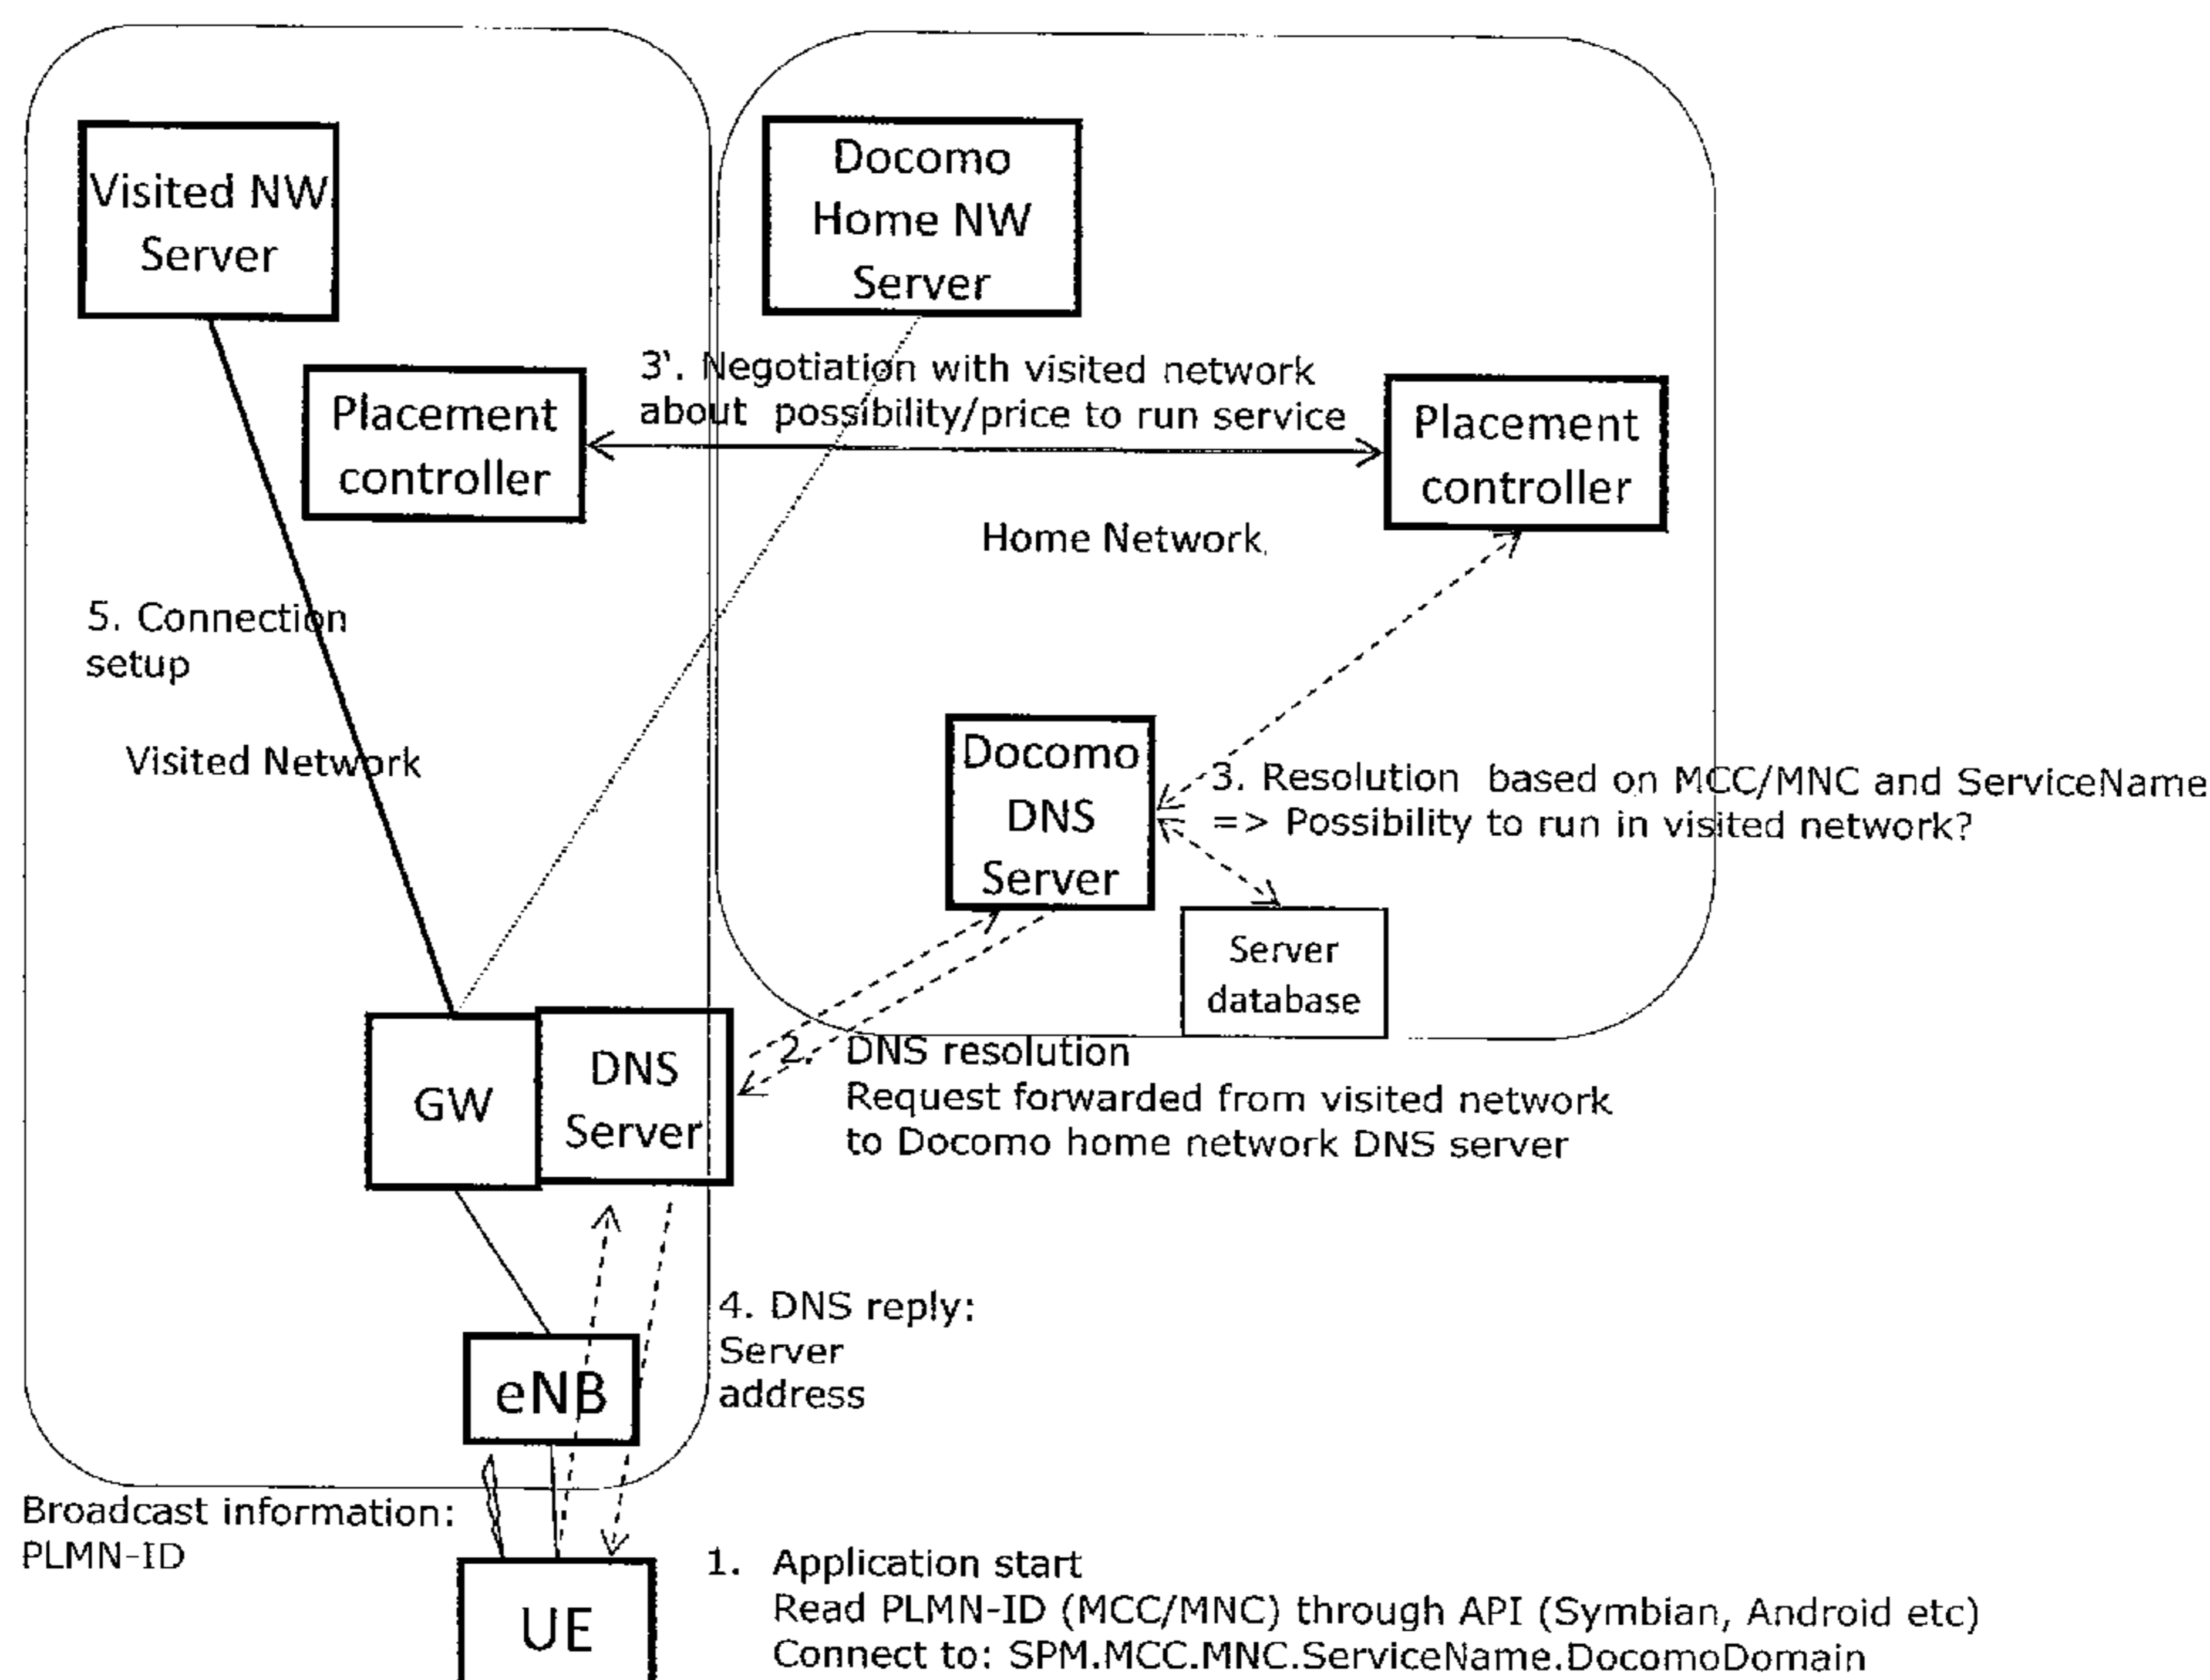 Visited NW
Server
Docomo
Home NW
Server
3'. Negotiation with visited network
about possibility/price to run service
Placement
controller
Placement
controller
Home Network
5. Connection
setup
Visited Network
Docomo
DNS
Server
3. Resolution based on MCC/MNC and ServiceName
=> Possibility to run in visited network?
Server
database
GW
DNS
Server
2. DNS resolution
Request forwarded from visited network
to Docomo home network DNS server
4. DNS reply:
Server
address
eNB
Broadcast information:
PLMN-ID
UE
1. Application start
Read PLMN-ID (MCC/MNC) through API (Symbian, Android etc)
Connect to: SPM.MCC.MNC.ServiceName.DocomoDomain